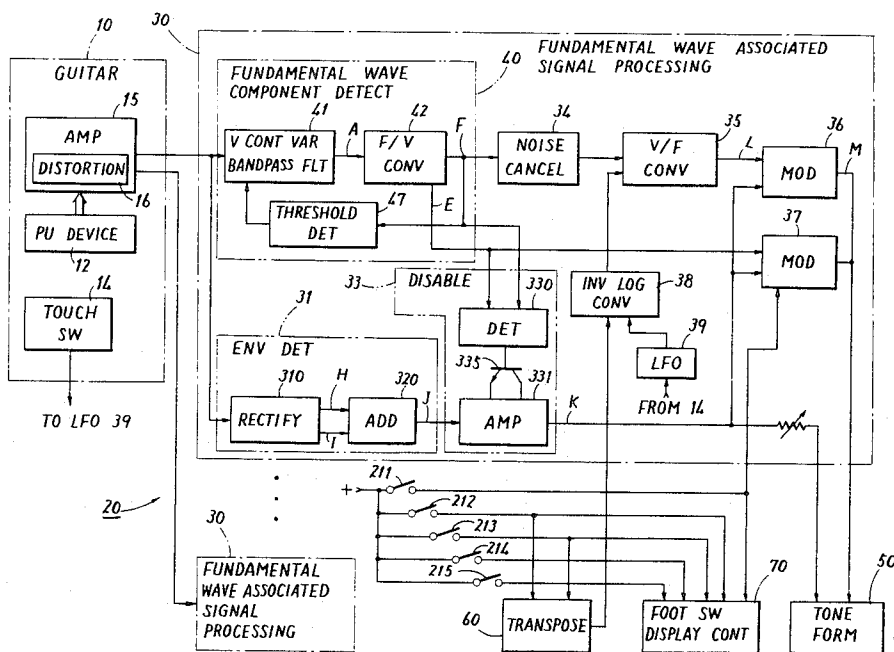 10
GUITAR
15
AMP
DISTORTION
16
PU DEVICE
12
14
TOUCH
SW
TO LFO 39
20
30
FUNDAMENTAL WAVE ASSOCIATED
SIGNAL PROCESSING
FUNDAMENTAL WAVE
COMPONENT DETECT
40
41
V CONT VAR
BANDPASS FLT
A
42
F/V
CONV
F
E
THRESHOLD
DET
47
34
NOISE
CANCEL
35
V/F
CONV
L
36
MOD
M
37
MOD
33
DISABLE
330
DET
335
331
AMP
K
INV LOG
CONV
38
39
LFO
FROM 14
31
ENV DET
310
RECTIFY
H
I
320
ADD
J
+
211
212
213
214
215
30
FUNDAMENTAL
WAVE ASSOCIATED
SIGNAL
PROCESSING
60
TRANSPOSE
70
FOOT SW
DISPLAY CONT
50
TONE
FORM